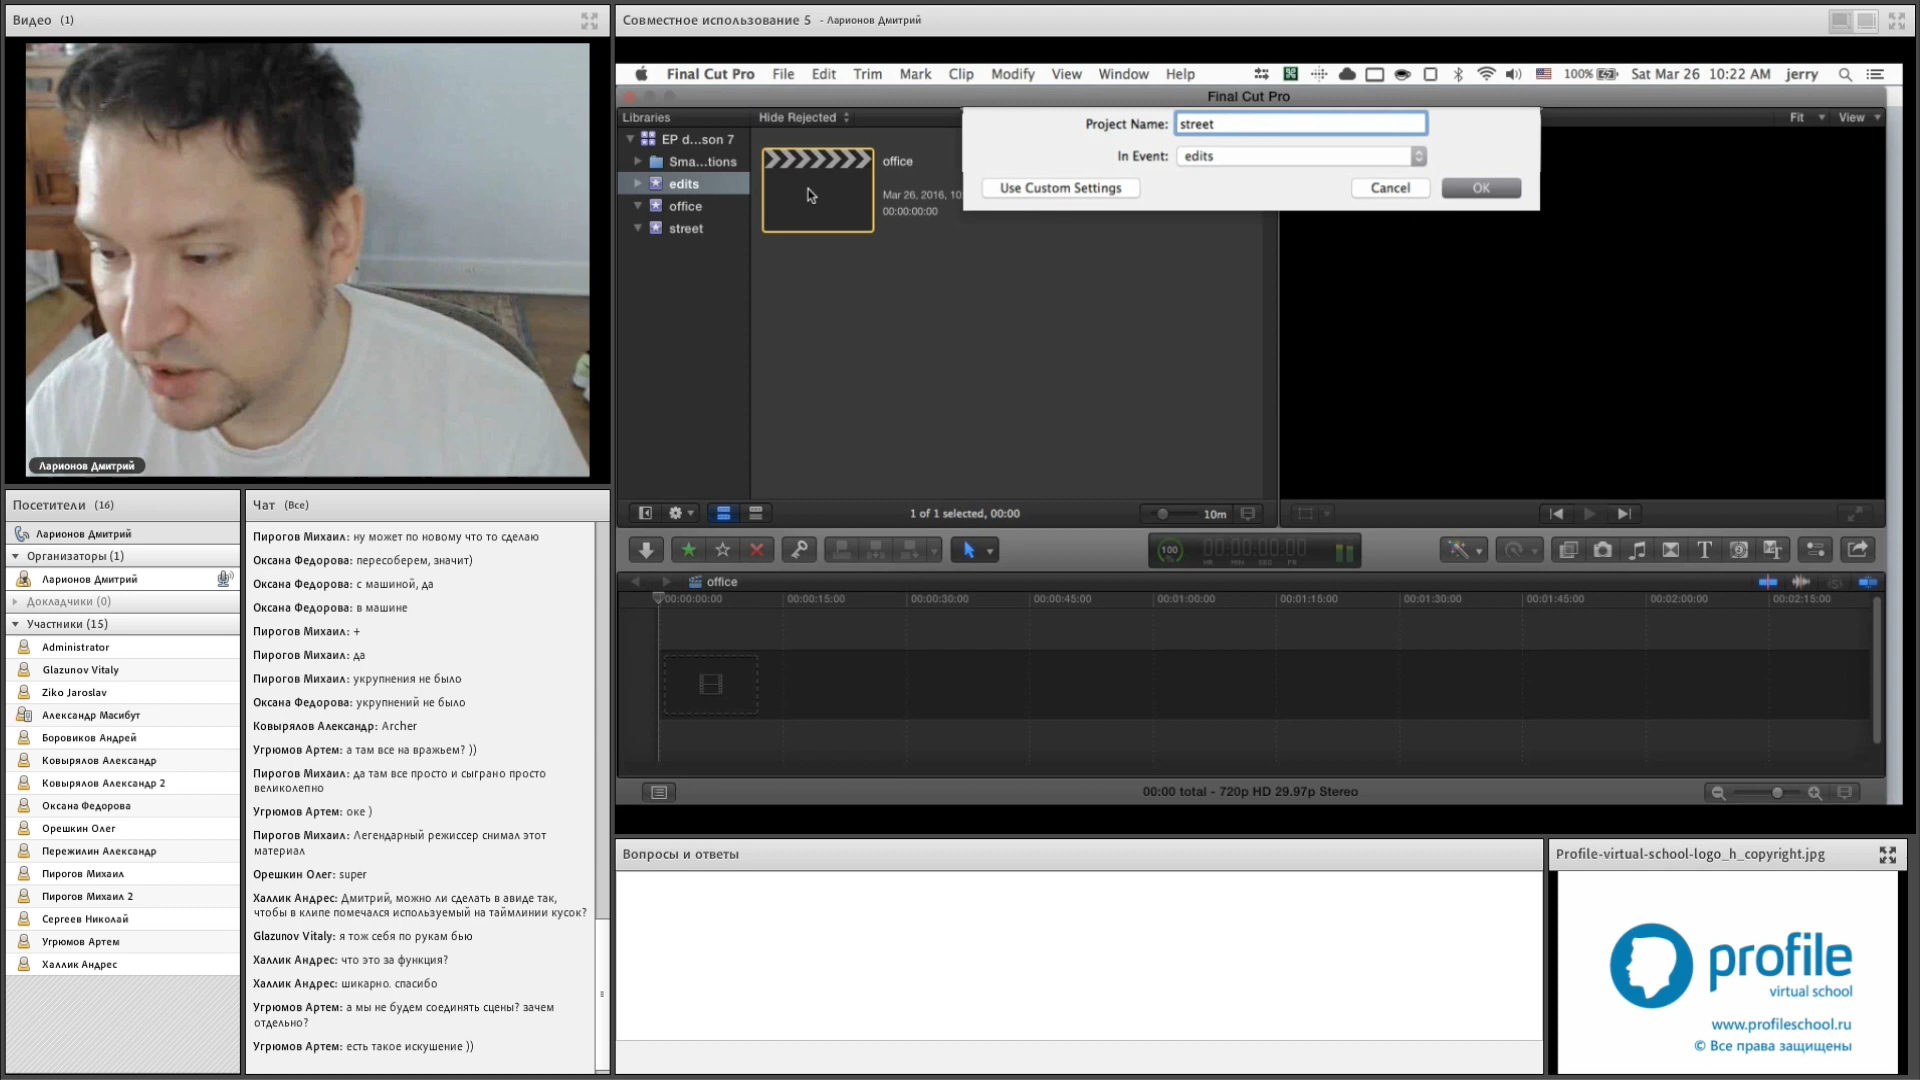 Видео (1)
Ларионов Дмитрий
Посетители (16)
Ларионов Дмитрий
Организаторы (1)
Ларионов Дмитрий
Докладчики (0)
Участники (15)
Administrator
Glazunov Vitaly
Ziko Jaroslav
Александр Масибут
Боровиков Андрей
Ковырялов Александр
Ковырялов Александр 2
Оксана Федорова
Орешкин Олег
Пережилин Александр
Пирогов Михаил
Пирогов Михаил 2
Сергеев Николай
Угрюмов Артем
Халлик Андрес
Чат (Все)
Пирогов Михаил: ну может по новому что то сделаю
Оксана Федорова: пересоберем, значит)
Оксана Федорова: с машиной, да
Оксана Федорова: в машине
Пирогов Михаил: +
Пирогов Михаил: да
Пирогов Михаил: укрупнения не было
Оксана Федорова: укрупнений не было
Ковырялов Александр: Archer
Угрюмов Артем: а там все на вражьем? ))
Пирогов Михаил: да там все просто и сыграно просто
великолепно
Угрюмов Артем: оке )
Пирогов Михаил: Легендарный режиссер снимал этот
материал
Орешкин Олег: super
Халлик Андрес: Дмитрий, можно ли сделать в авиде так,
чтобы в клипе помечался используемый на таймлинии кусок?
Glazunov Vitaly: я тож себя по рукам бью
Халлик Андрес: что это за функция?
Халлик Андрес: шикарно. спасибо
Угрюмов Артем: а мы не будем соединять сцены? зачем
отдельно?
Угрюмов Артем: есть такое искушение ))
Совместное использование 5 - Ларионов Дмитрий
Final Cut Pro File Edit Trim Mark Clip Modify View Window Help 100% Sat Mar 26 10:22 AM jerry
Final Cut Pro
Libraries
Hide Rejected
Fit View
EP d...son 7
Sma...tions
edits
office
street
office
Mar 26, 2016, 10
00:00:00:00
Project Name: street
In Event: edits
Use Custom Settings
Cancel
OK
1 of 1 selected, 00:00
10m
100
00:00:00:00
HR MIN SEC FR
T
office
00:00:00:00 00:00:15:00 00:00:30:00 00:00:45:00 00:01:00:00 00:01:15:00 00:01:30:00 00:01:45:00 00:02:00:00 00:02:15:00
00:00 total - 720p HD 29.97p Stereo
Вопросы и ответы
Profile-virtual-school-logo_h_copyright.jpg
profile
virtual school
www.profileschool.ru
© Все права защищены